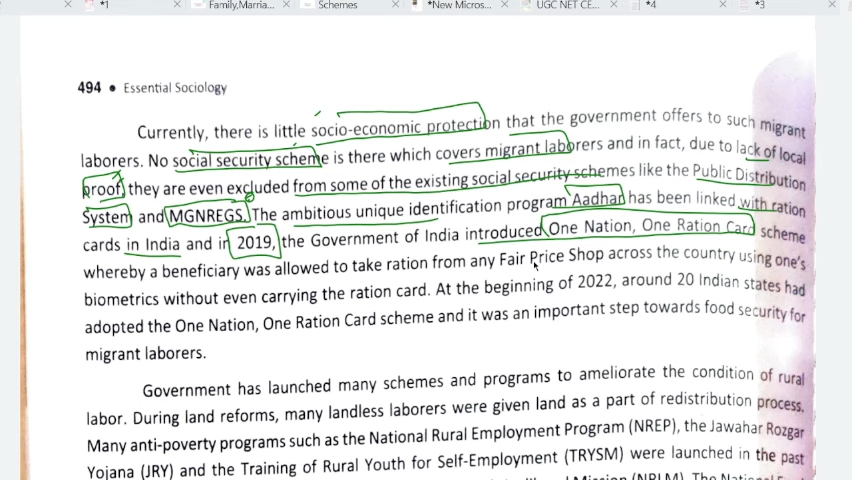 *1 Family,Marria... Schemes *New Micros... UGC NET CE... *4 *3
494 • Essential Sociology
Currently, there is little socio-economic protection that the government offers to such migrant
laborers. No social security scheme is there which covers migrant laborers and in fact, due to lack of local
proof, they are even excluded from some of the existing social security schemes like the Public Distribution
System and MGNREGS. The ambitious unique identification program Aadhar has been linked with ration
cards in India and in 2019, the Government of India introduced One Nation, One Ration Card scheme
whereby a beneficiary was allowed to take ration from any Fair Price Shop across the country using one's
biometrics without even carrying the ration card. At the beginning of 2022, around 20 Indian states had
adopted the One Nation, One Ration Card scheme and it was an important step towards food security for
migrant laborers.
Government has launched many schemes and programs to ameliorate the condition of rural
labor. During land reforms, many landless laborers were given land as a part of redistribution process.
Many anti-poverty programs such as the National Rural Employment Program (NREP), the Jawahar Rozgar
Yojana (JRY) and the Training of Rural Youth for Self-Employment (TRYSM) were launched in the past